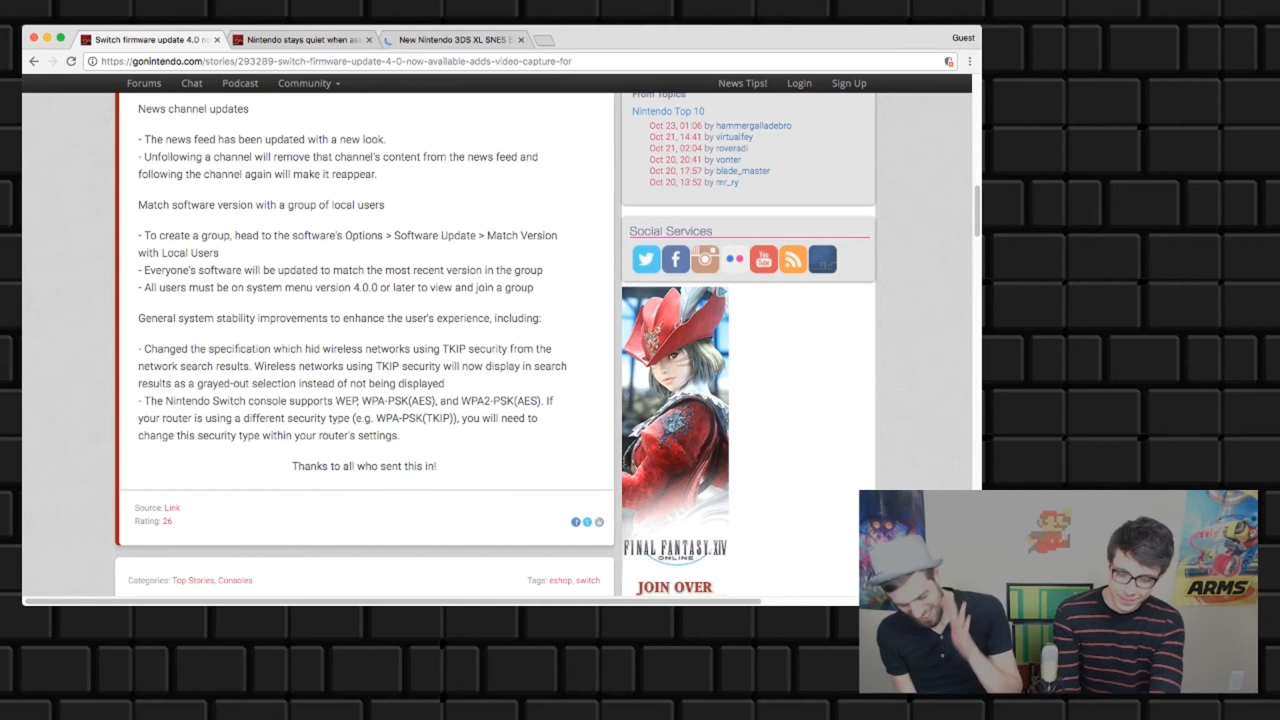 Switch firmware update 4.0 no
Nintendo stays quiet when as
New Nintendo 3DS XL SNES E
Guest
https://gonintendo.com/stories/293289-switch-firmware-update-4-0-now-available-adds-video-capture-for
Forums Chat Podcast Community
News Tips! Login Sign Up
News channel updates
- The news feed has been updated with a new look.
- Unfollowing a channel will remove that channel's content from the news feed and
following the channel again will make it reappear.
Match software version with a group of local users
- To create a group, head to the software's Options > Software Update > Match Version
with Local Users
- Everyone's software will be updated to match the most recent version in the group
- All users must be on system menu version 4.0.0 or later to view and join a group
General system stability improvements to enhance the user's experience, including:
- Changed the specification which hid wireless networks using TKIP security from the
network search results. Wireless networks using TKIP security will now display in search
results as a grayed-out selection instead of not being displayed
- The Nintendo Switch console supports WEP, WPA-PSK(AES), and WPA2-PSK(AES). If
your router is using a different security type (e.g. WPA-PSK(TKIP)), you will need to
change this security type within your router's settings.
Thanks to all who sent this in!
Source: Link
Rating: 26
Categories: Top Stories, Consoles
Tags: eshop, switch
From Topics
Nintendo Top 10
Oct 23, 01:06 by hammergalladebro
Oct 21, 14:41 by virtualfey
Oct 21, 02:04 by roveradi
Oct 20, 20:41 by vonter
Oct 20, 17:57 by blade_master
Oct 20, 13:52 by mr_ry
Social Services
You
Tube
FINAL FANTASY XIV
ONLINE
JOIN OVER
ARMS